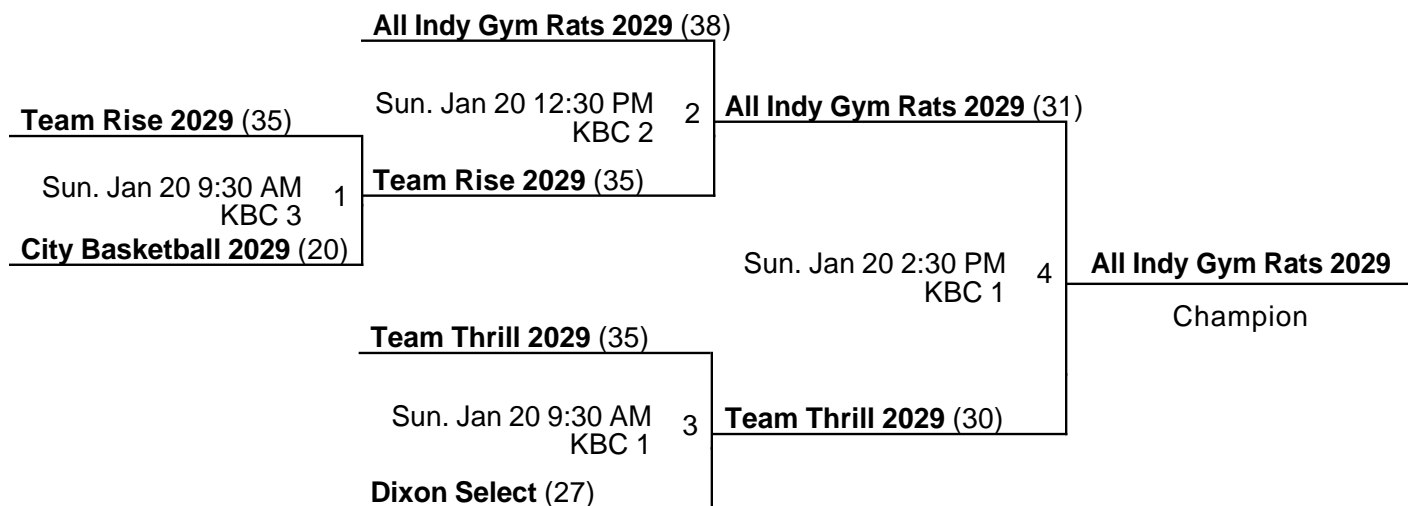 All Indy Gym Rats 2029 (38)
Sun. Jan 20 12:30 PM
KBC 2
2
All Indy Gym Rats 2029 (31)
Team Rise 2029 (35)
Sun. Jan 20 9:30 AM
KBC 3
1
Team Rise 2029 (35)
City Basketball 2029 (20)
Sun. Jan 20 2:30 PM
KBC 1
4
All Indy Gym Rats 2029
Champion
Team Thrill 2029 (35)
Sun. Jan 20 9:30 AM
KBC 1
3
Team Thrill 2029 (30)
Dixon Select (27)